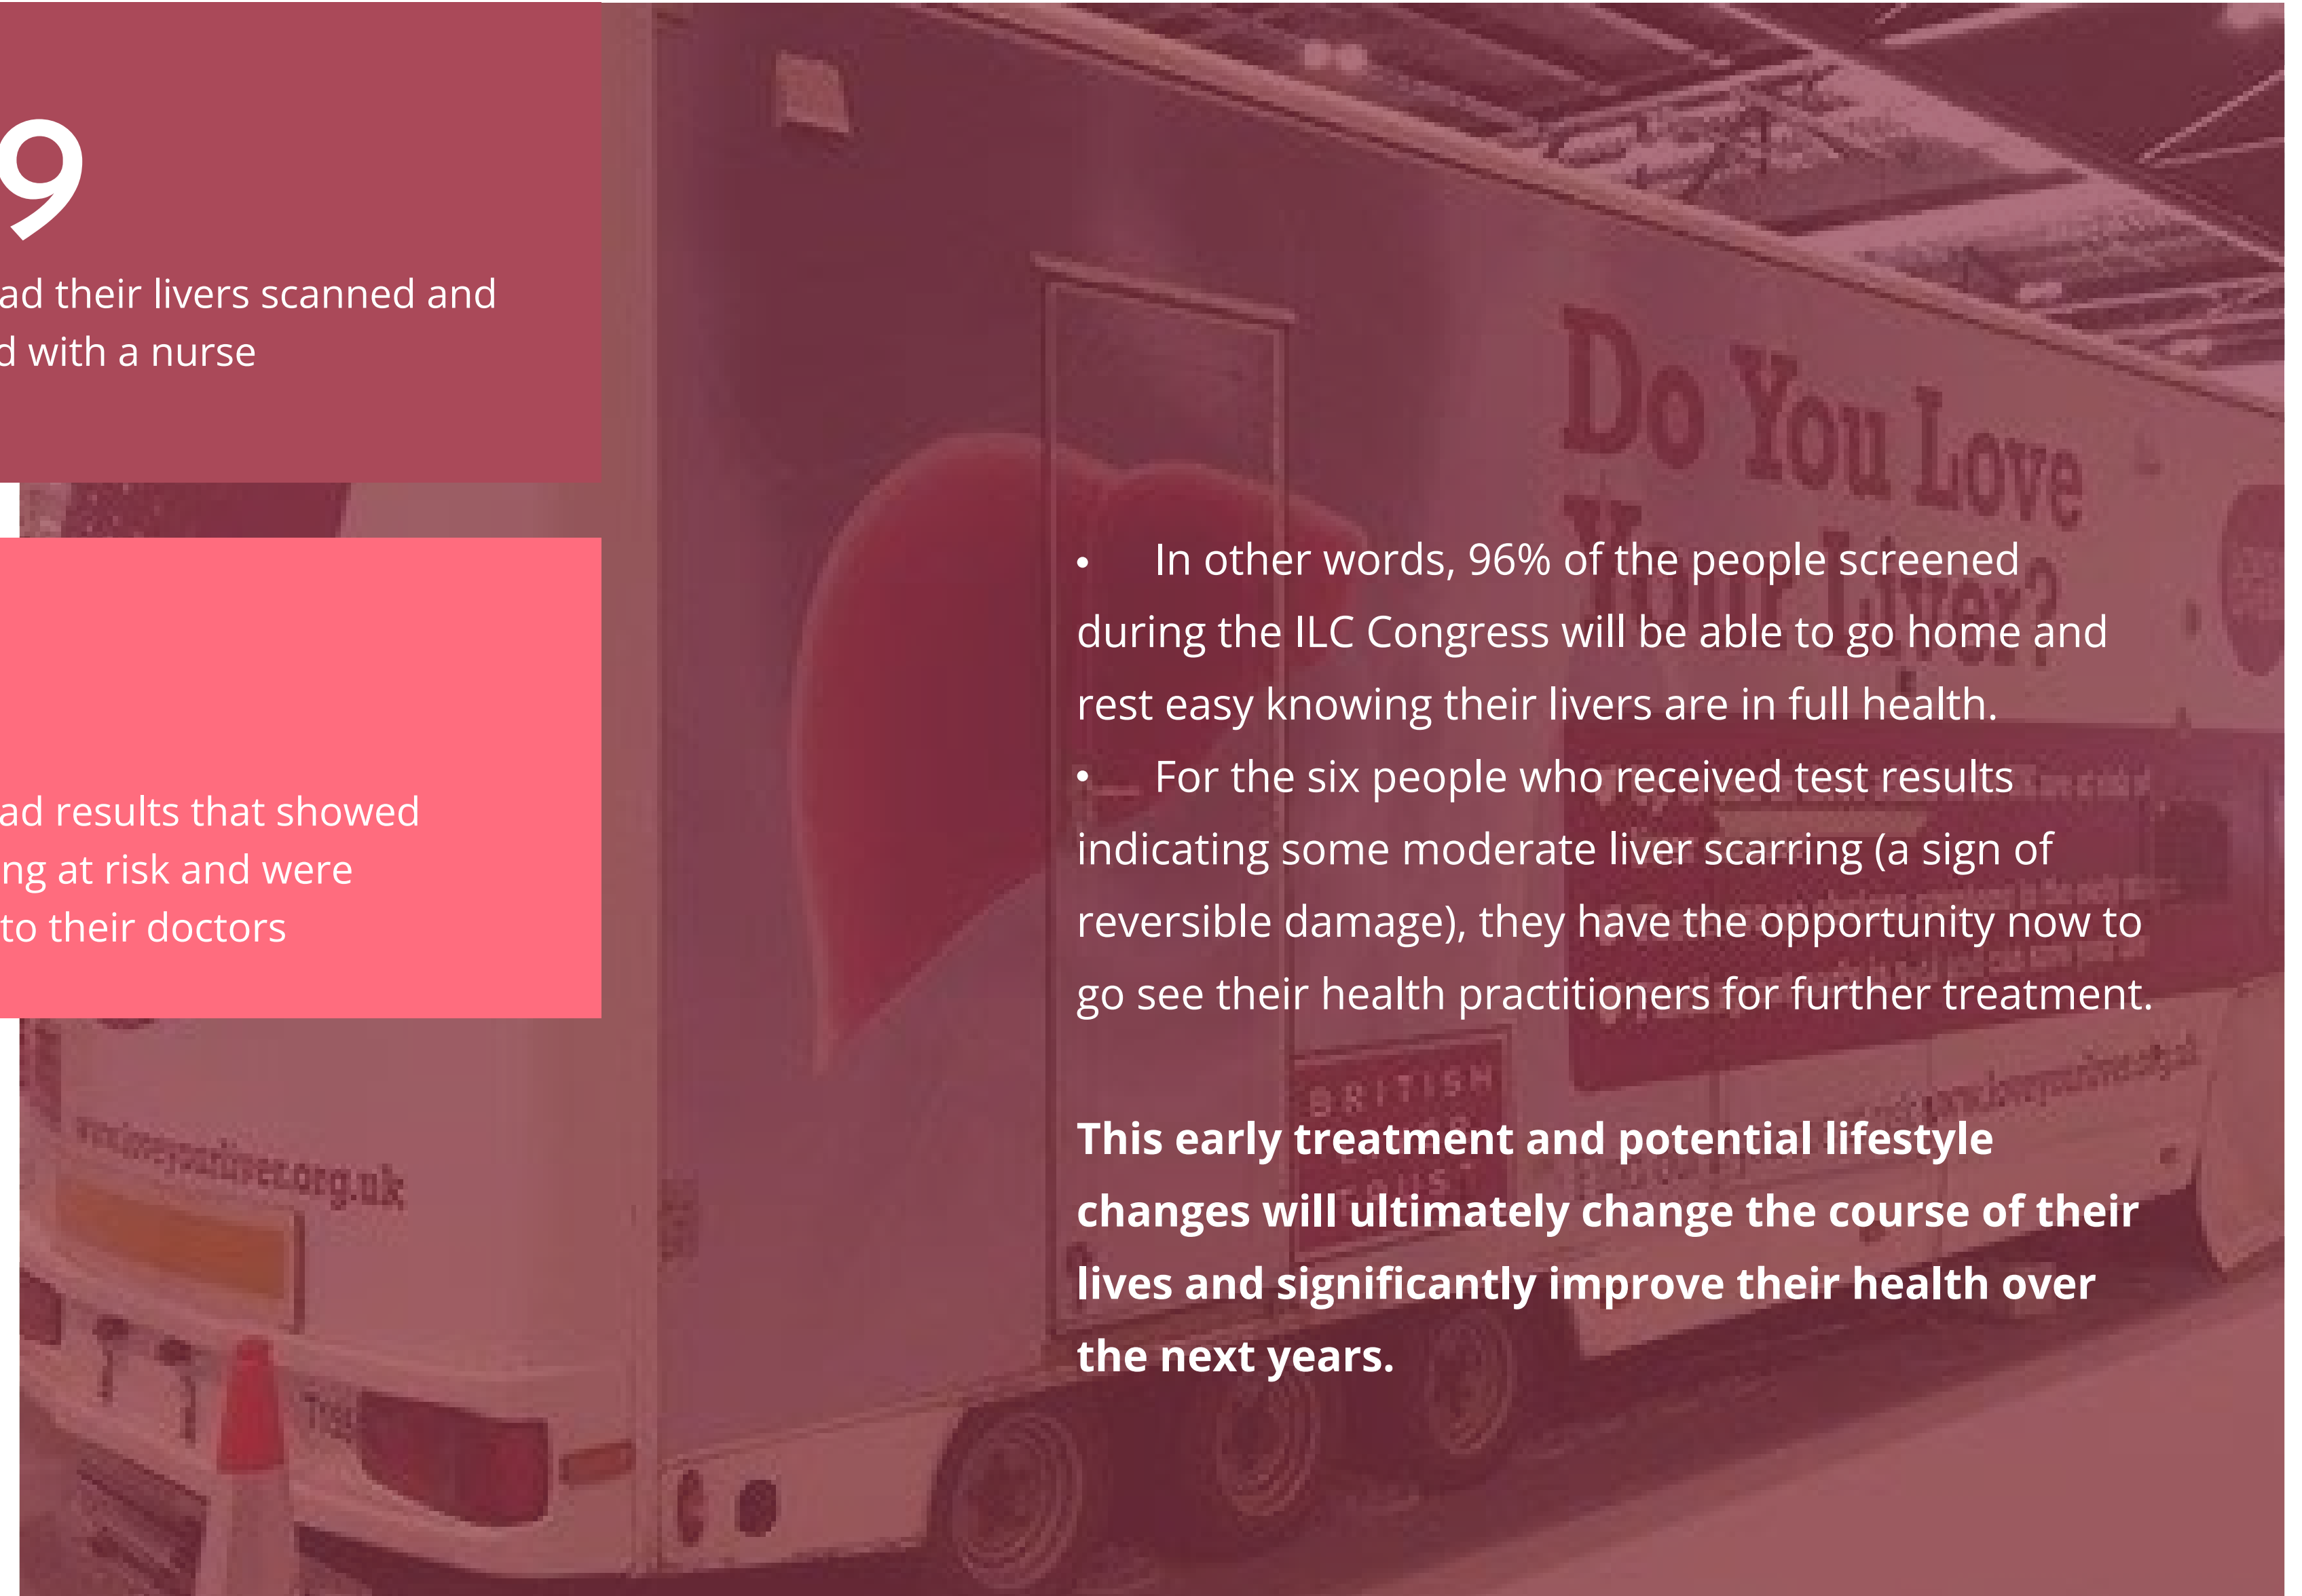 9
ad their livers scanned and
d with a nurse
ad results that showed
ng at risk and were
to their doctors
Do You Love
Your Liver?
• In other words, 96% of the people screened
during the ILC Congress will be able to go home and
rest easy knowing their livers are in full health.
• For the six people who received test results
indicating some moderate liver scarring (a sign of
reversible damage), they have the opportunity now to
go see their health practitioners for further treatment.
This early treatment and potential lifestyle
changes will ultimately change the course of their
lives and significantly improve their health over
the next years.
BRITISH